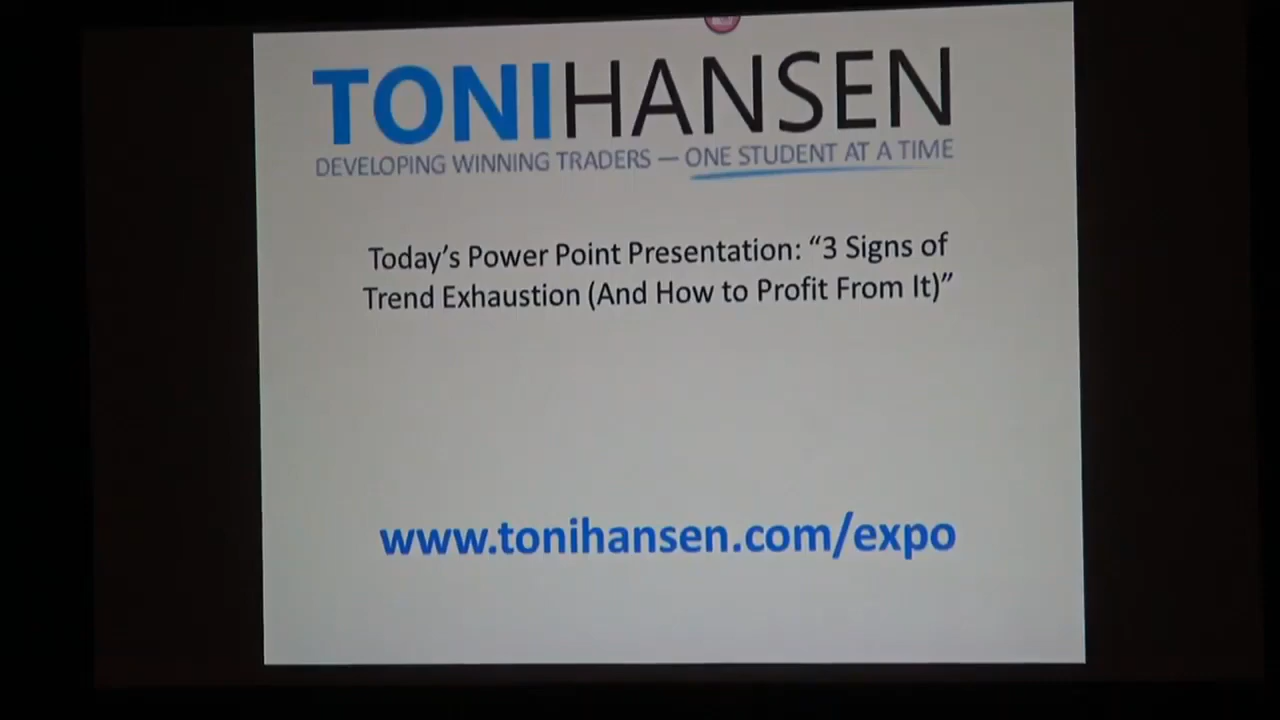 TONIHANSEN
DEVELOPING WINNING TRADERS — ONE STUDENT AT A TIME
Today's Power Point Presentation: “3 Signs of
Trend Exhaustion (And How to Profit From It)”
www.tonihansen.com/expo